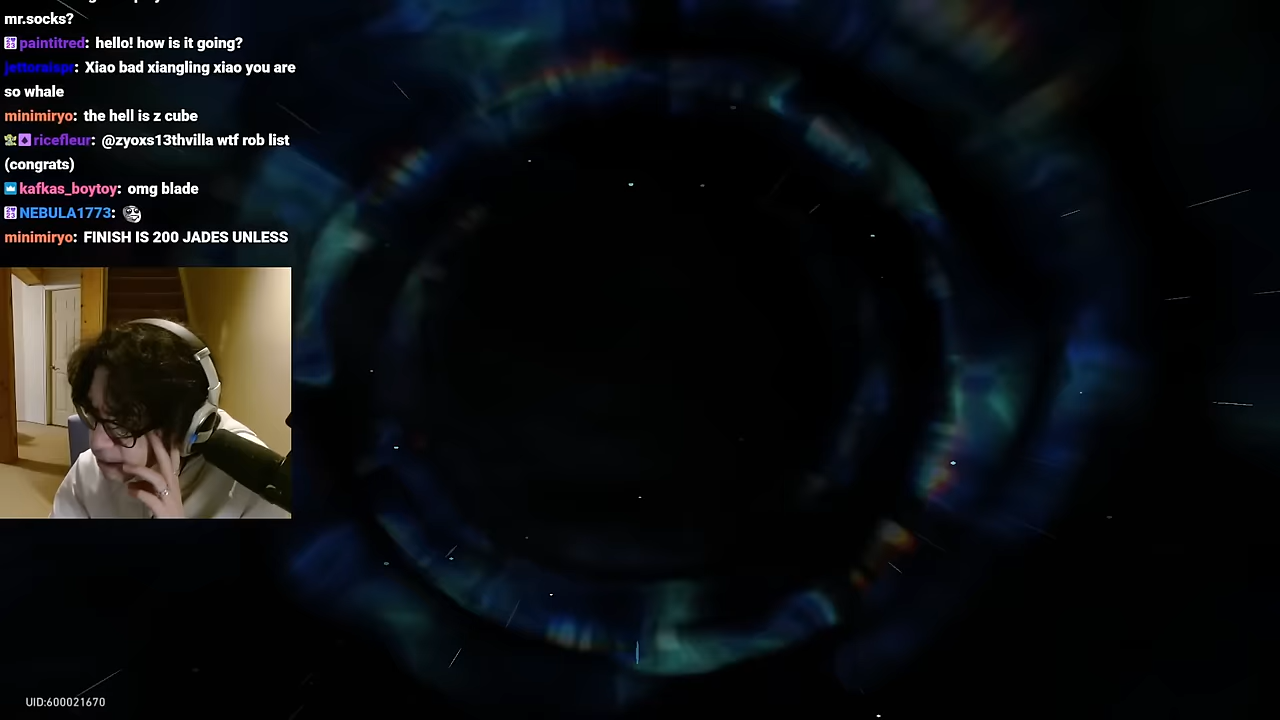 mr.socks?
paintitred: hello! how is it going?
jettoraispr: Xiao bad xiangling xiao you are
so whale
minimiryo: the hell is z cube
ricefleur: @zyoxs13thvilla wtf rob list
(congrats)
kafkas_boytoy: omg blade
NEBULA1773:
minimiryo: FINISH IS 200 JADES UNLESS
UID:600021670